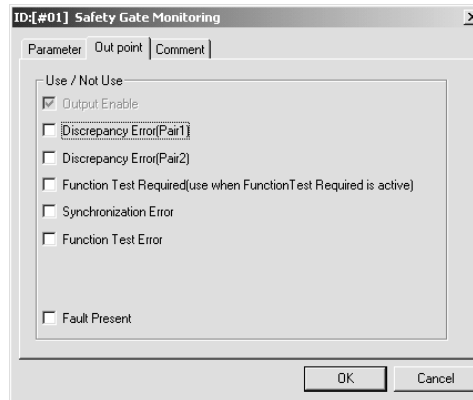 ID:[#01] Safety Gate Monitoring
Parameter Out point Comment
Use / Not Use
Output Enable
Discrepancy Error(Pair1)
Discrepancy Error(Pair2)
Function Test Required(use when FunctionTest Required is active)
Synchronization Error
Function Test Error
Fault Present
OK Cancel